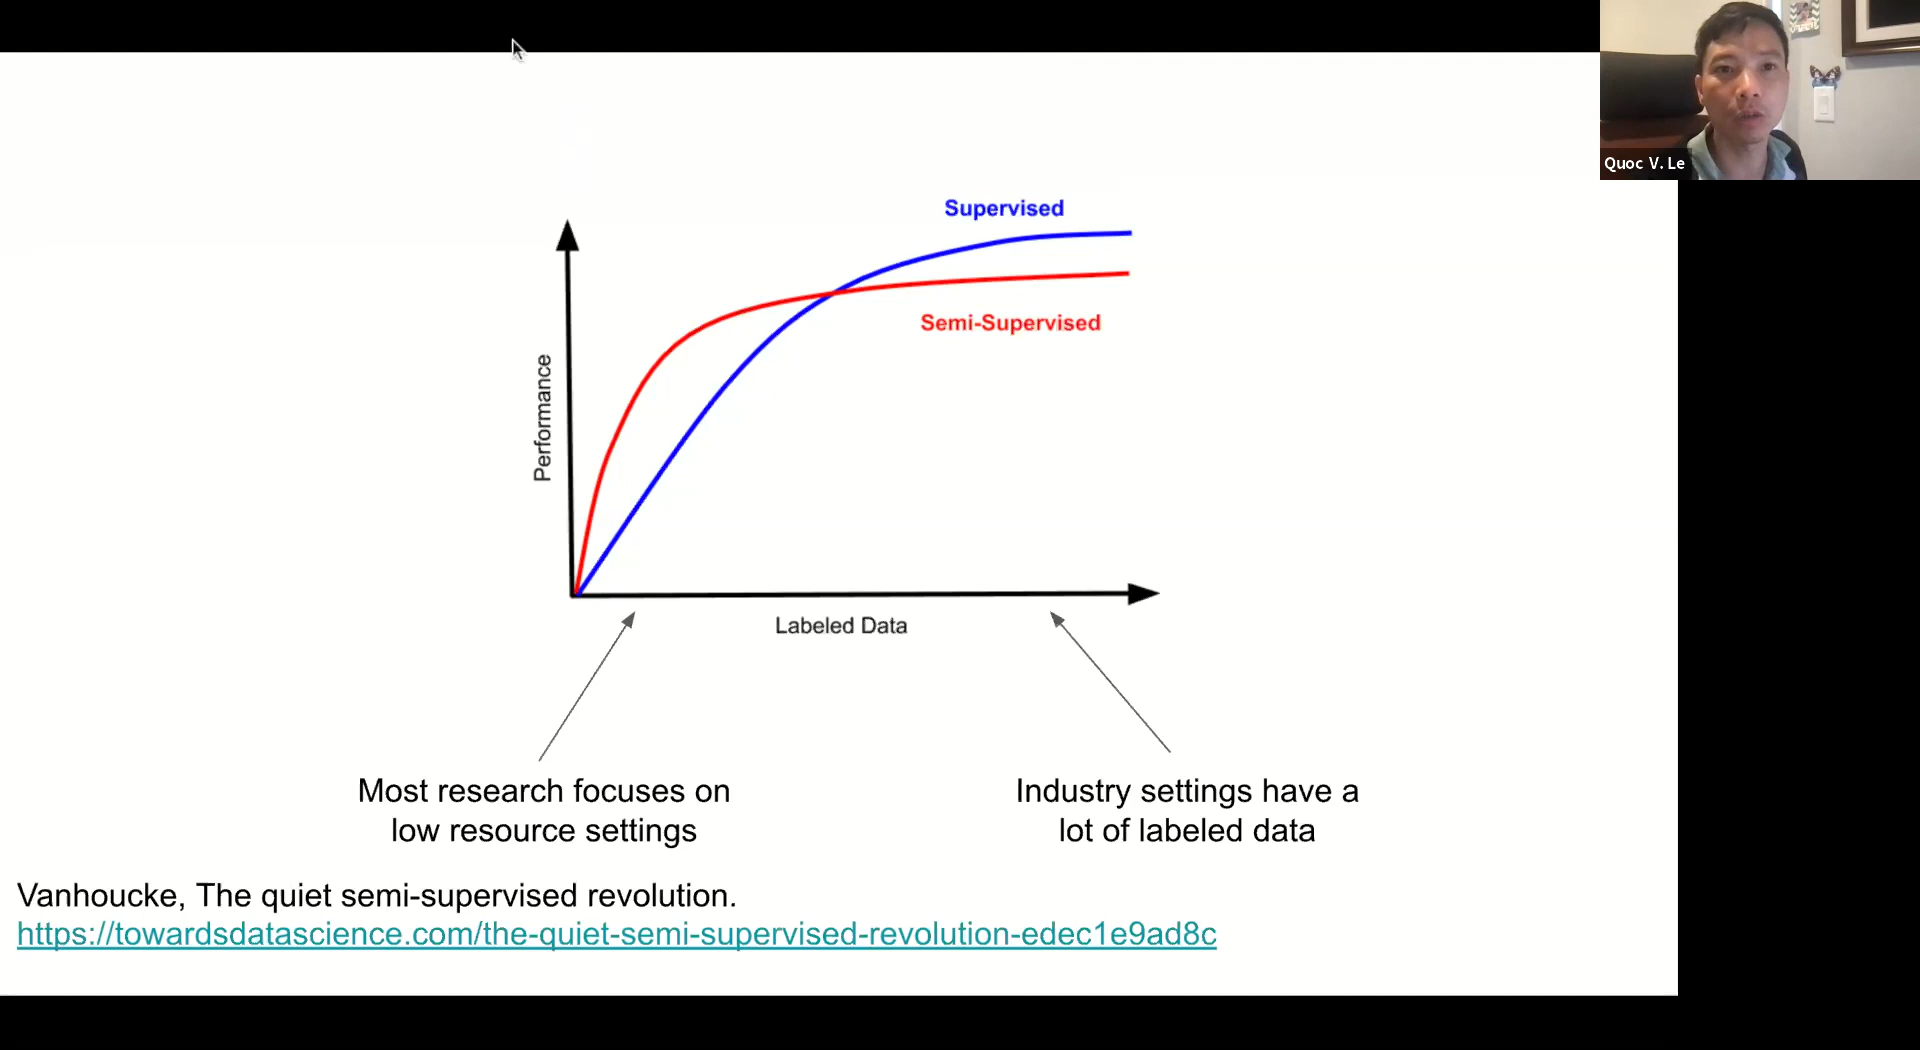 Quoc V. Le
Supervised
Semi-Supervised
Performance
Labeled Data
Most research focuses on
low resource settings
Industry settings have a
lot of labeled data
Vanhoucke, The quiet semi-supervised revolution.
https://towardsdatascience.com/the-quiet-semi-supervised-revolution-edec1e9ad8c